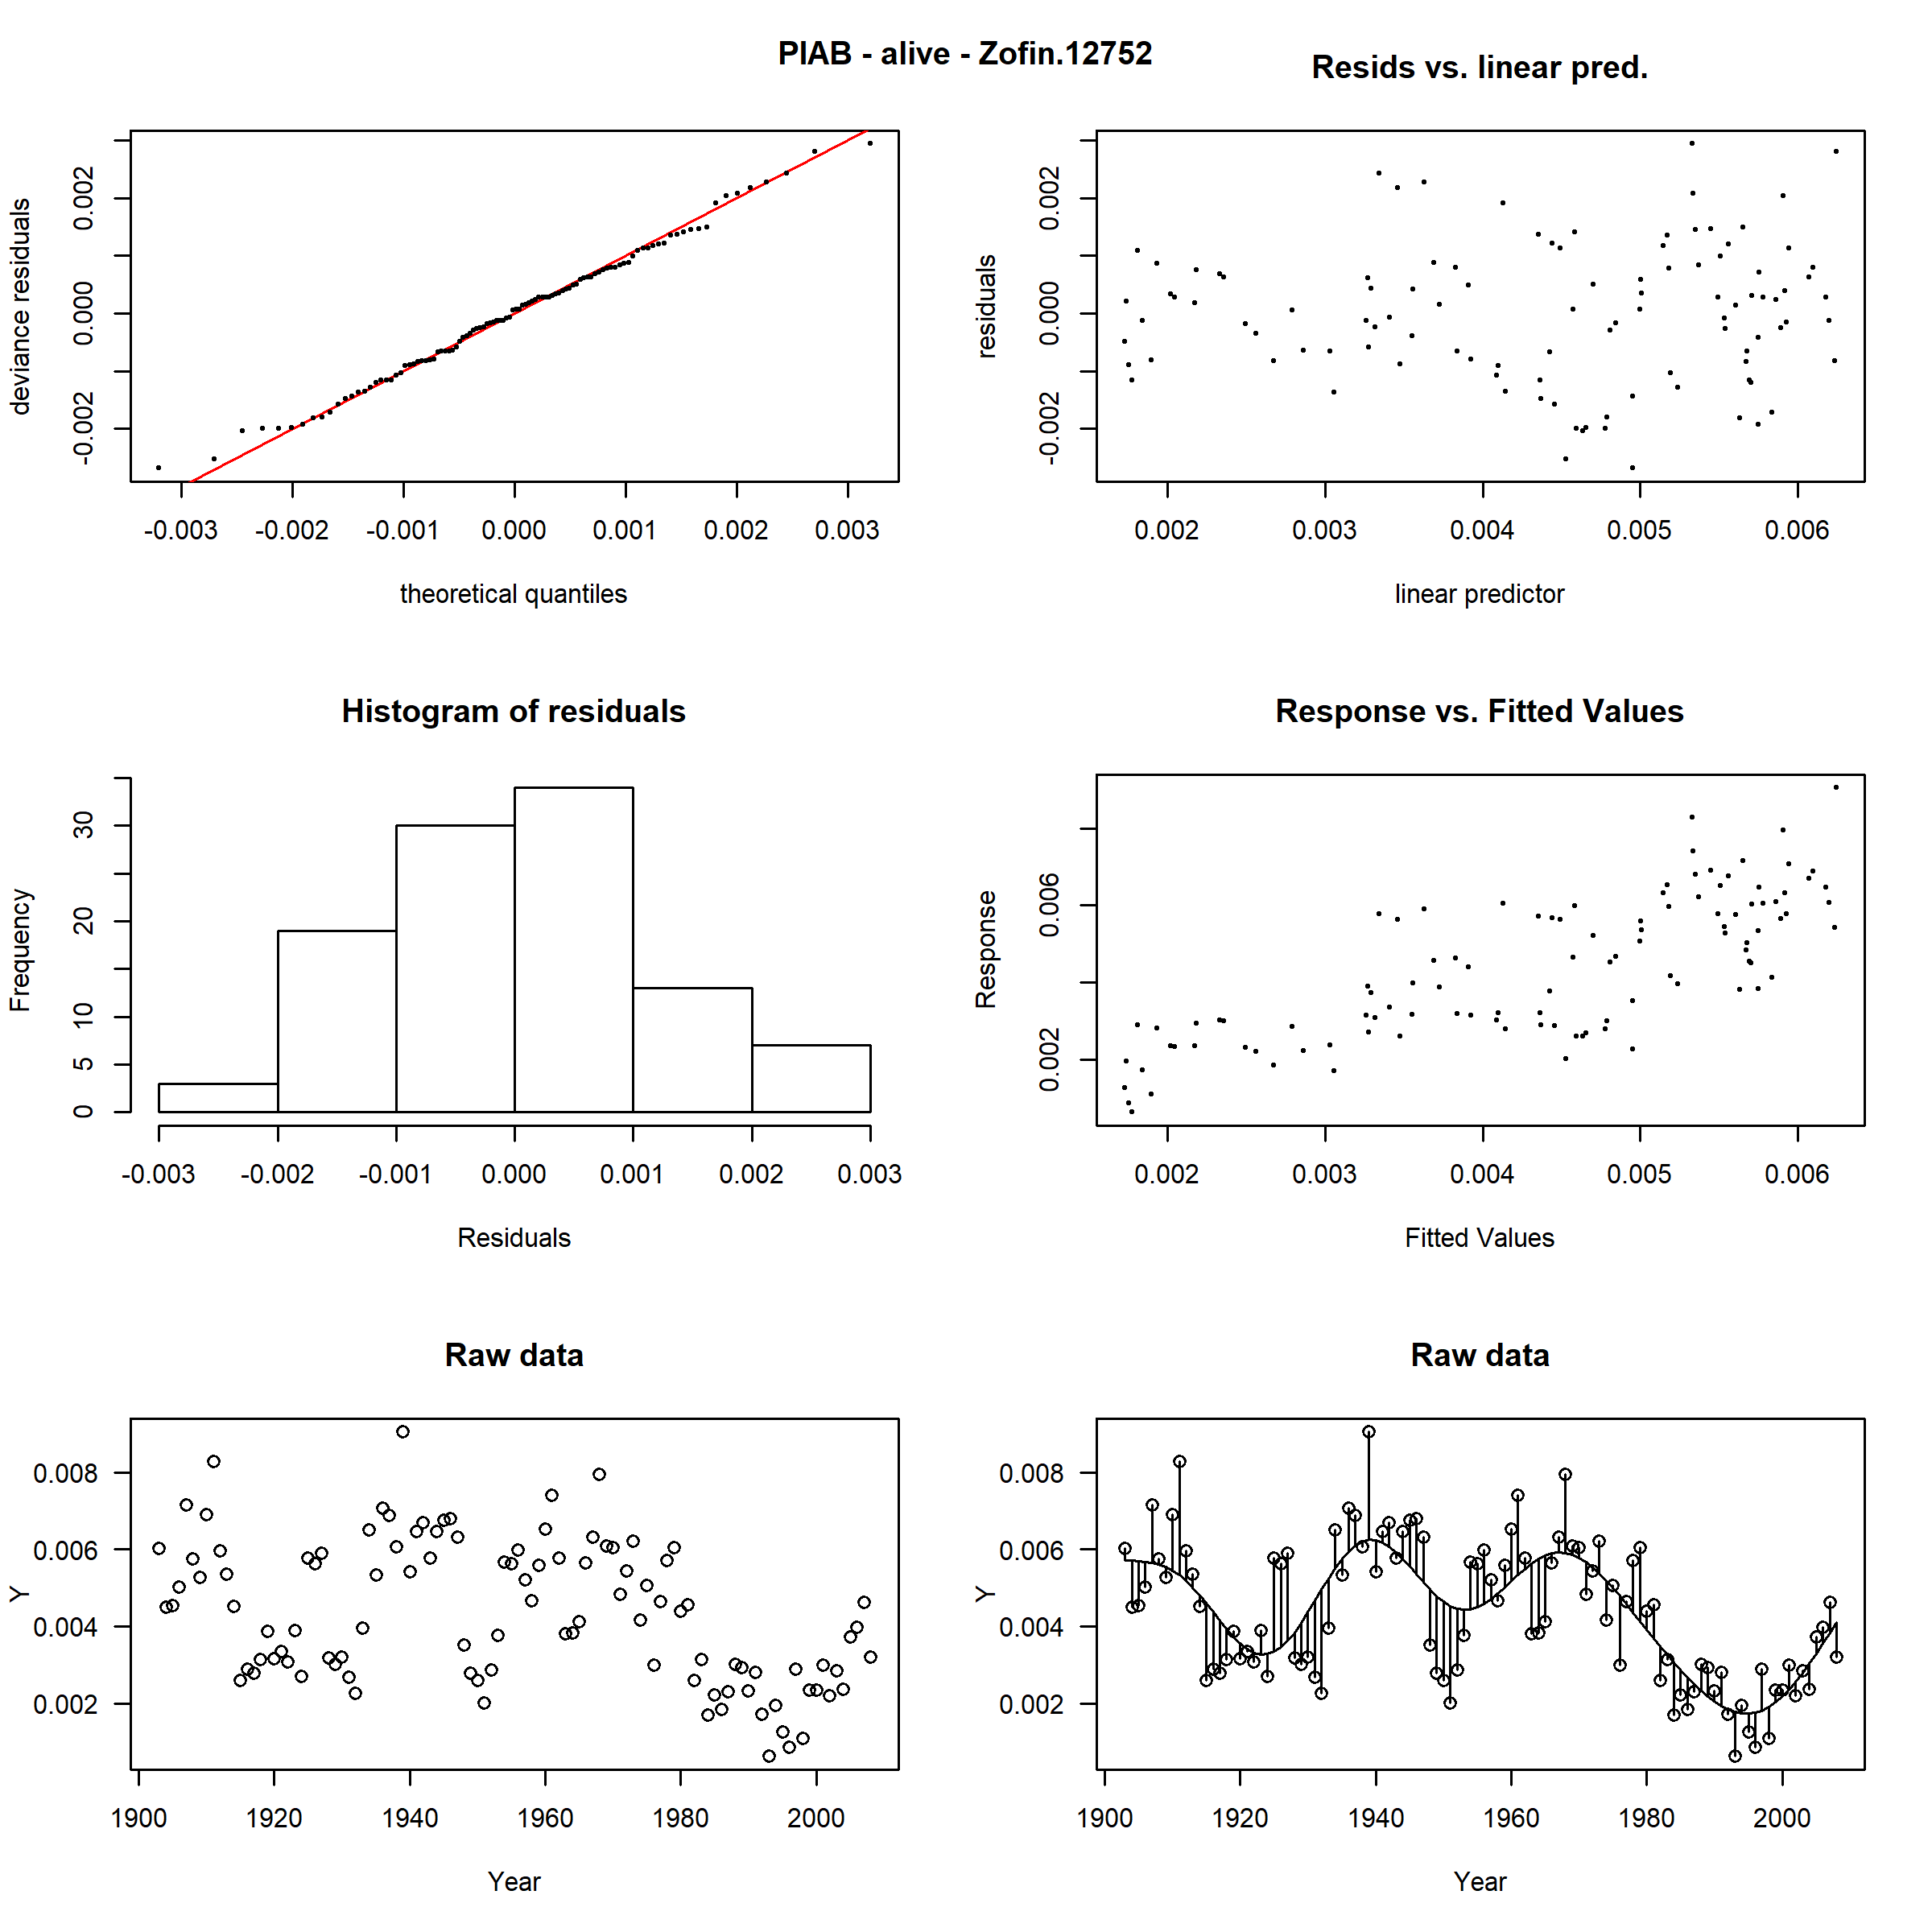 PIAB - alive - Zofin.12752
Resids vs. linear pred.
deviance residuals
-0.002 0.000 0.002
-0.003 -0.002 -0.001 0.000 0.001 0.002 0.003
theoretical quantiles
residuals
-0.002 0.000 0.002
0.002 0.003 0.004 0.005 0.006
linear predictor
Histogram of residuals
Frequency
0 5 10 20 30
-0.003 -0.002 -0.001 0.000 0.001 0.002 0.003
Residuals
Response vs. Fitted Values
Response
0.002 0.006
0.002 0.003 0.004 0.005 0.006
Fitted Values
Raw data
Y
0.008
0.006
0.004
0.002
1900 1920 1940 1960 1980 2000
Year
Raw data
Y
0.008
0.006
0.004
0.002
1900 1920 1940 1960 1980 2000
Year